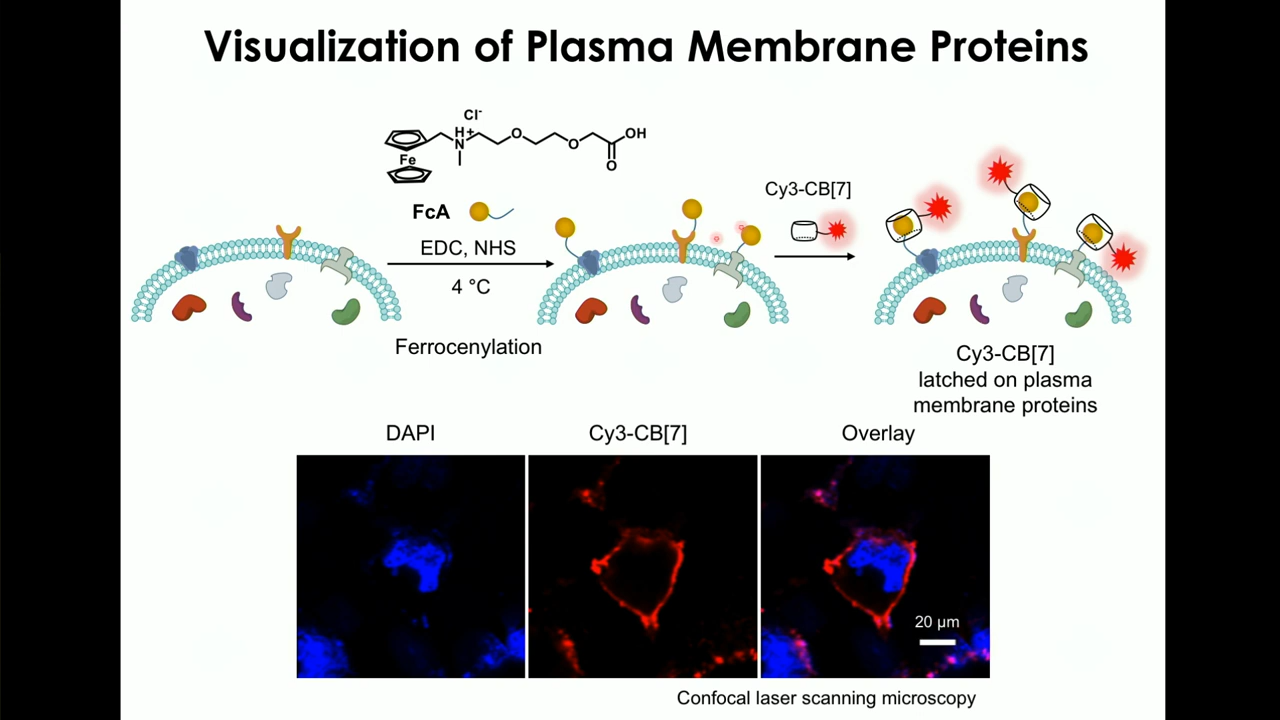 Visualization of Plasma Membrane Proteins
Cl-
H+
N
Fe
O
O
OH
O
FcA
EDC, NHS
4 °C
Ferrocenylation
Cy3-CB[7]
Cy3-CB[7]
latched on plasma
membrane proteins
DAPI
Cy3-CB[7]
Overlay
20 µm
Confocal laser scanning microscopy